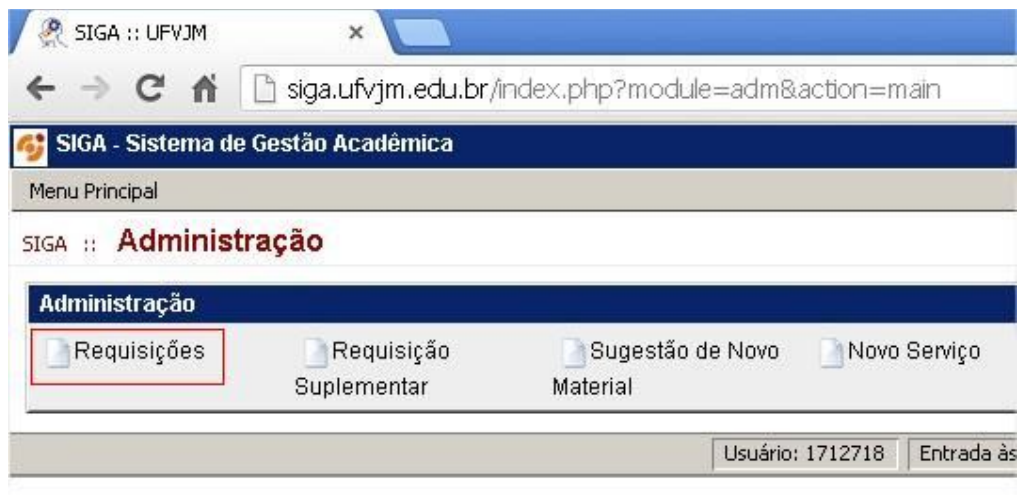 SIGA :: UFVJM
siga.ufvjm.edu.br/index.php?module=adm&action=main
SIGA - Sistema de Gestão Acadêmica
Menu Principal
SIGA :: Administração
Administração
Requisições
Requisição
Suplementar
Sugestão de Novo
Material
Novo Serviço
Usuário: 1712718
Entrada às